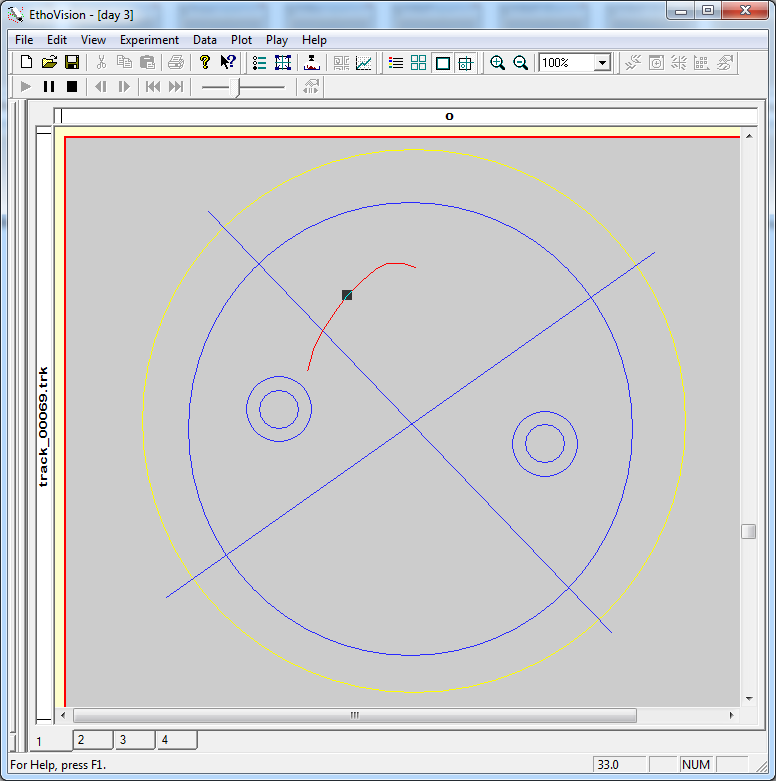 EthoVision - [day 3]
File Edit View Experiment Data Plot Play Help
100%
o
track_00069.trk
1 2 3 4
For Help, press F1. 33.0 NUM